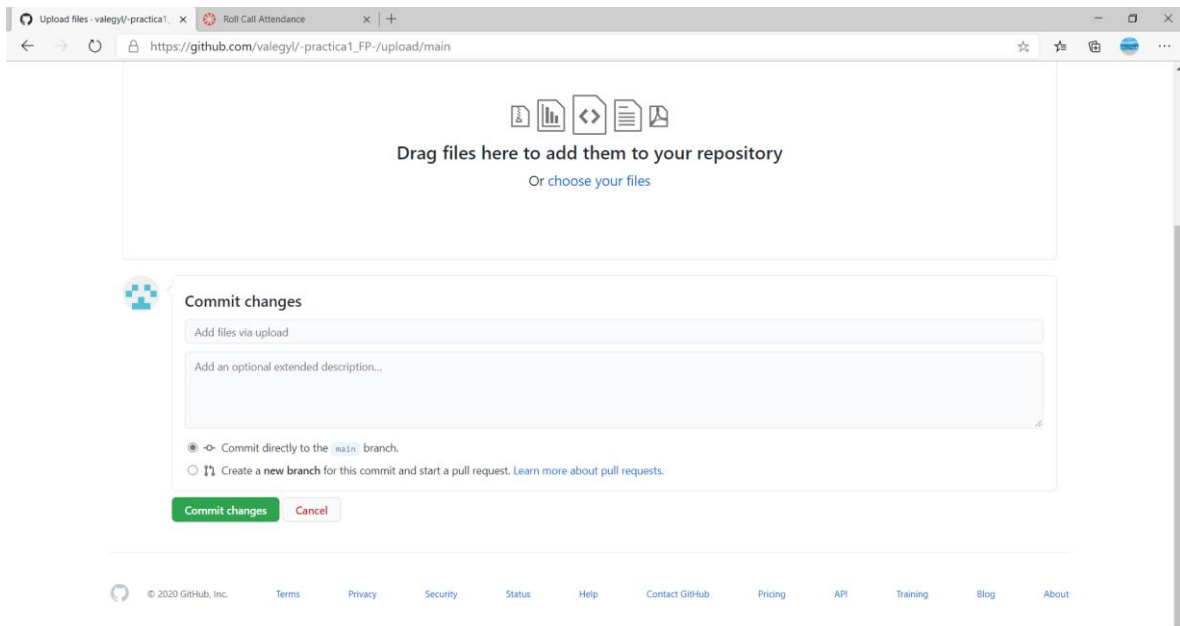 Upload files - valegyl/-practica1_
Roll Call Attendance
https://github.com/valegyl/-practica1_FP-/upload/main
Drag files here to add them to your repository
Or choose your files
Commit changes
Add files via upload
Add an optional extended description...
Commit directly to the main branch.
Create a new branch for this commit and start a pull request. Learn more about pull requests.
Commit changes Cancel
© 2020 GitHub, Inc. Terms Privacy Security Status Help Contact GitHub Pricing API Training Blog About